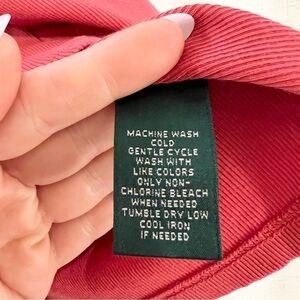 MACHINE WASH
COLD
GENTLE CYCLE
WASH WITH
LIKE COLORS
ONLY NON-
CHLORINE BLEACH
WHEN NEEDED
TUMBLE DRY LOW
COOL IRON
IF NEEDED